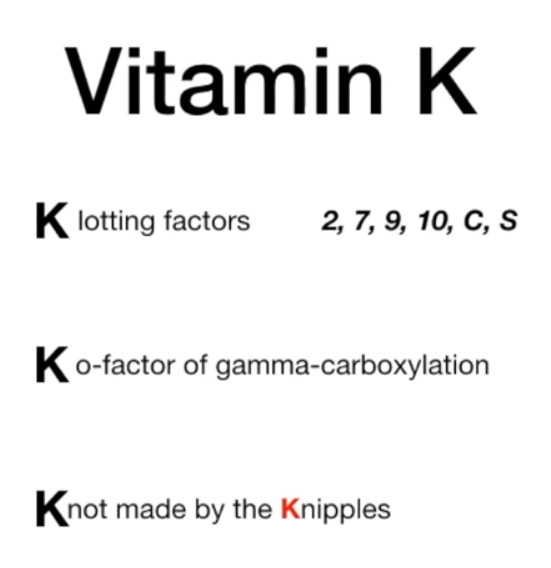 Vitamin K
K lotting factors 2, 7, 9, 10, C, S
K o-factor of gamma-carboxylation
Knot made by the Knipples